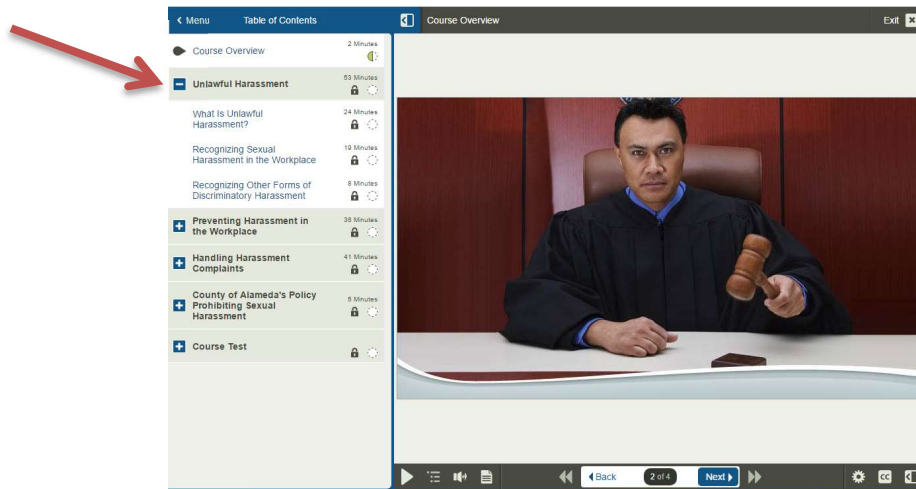 Menu
Table of Contents
Course Overview
Exit
Course Overview
2 Minutes
Unlawful Harassment
53 Minutes
What Is Unlawful
Harassment?
24 Minutes
Recognizing Sexual
Harassment in the Workplace
19 Minutes
Recognizing Other Forms of
Discriminatory Harassment
8 Minutes
Preventing Harassment in
the Workplace
38 Minutes
Handling Harassment
Complaints
41 Minutes
County of Alameda's Policy
Prohibiting Sexual
Harassment
5 Minutes
Course Test
Back
2 of 4
Next
CC